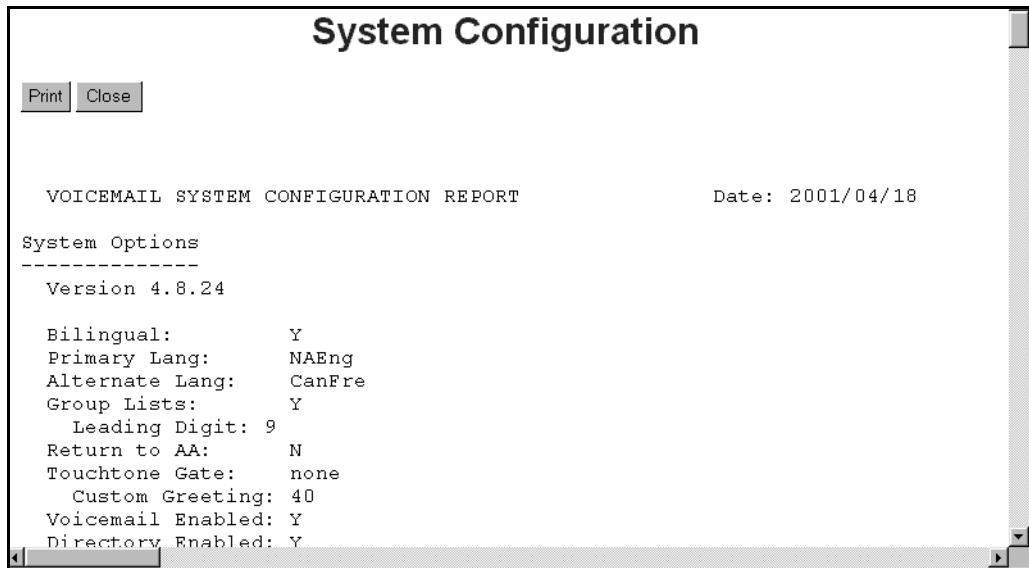 System Configuration
Print Close
VOICEMAIL SYSTEM CONFIGURATION REPORT Date: 2001/04/18
System Options
--------------
Version 4.8.24
Bilingual: Y
Primary Lang: NAEng
Alternate Lang: CanFre
Group Lists: Y
Leading Digit: 9
Return to AA: N
Touchtone Gate: none
Custom Greeting: 40
Voicemail Enabled: Y
Directory Enabled: Y